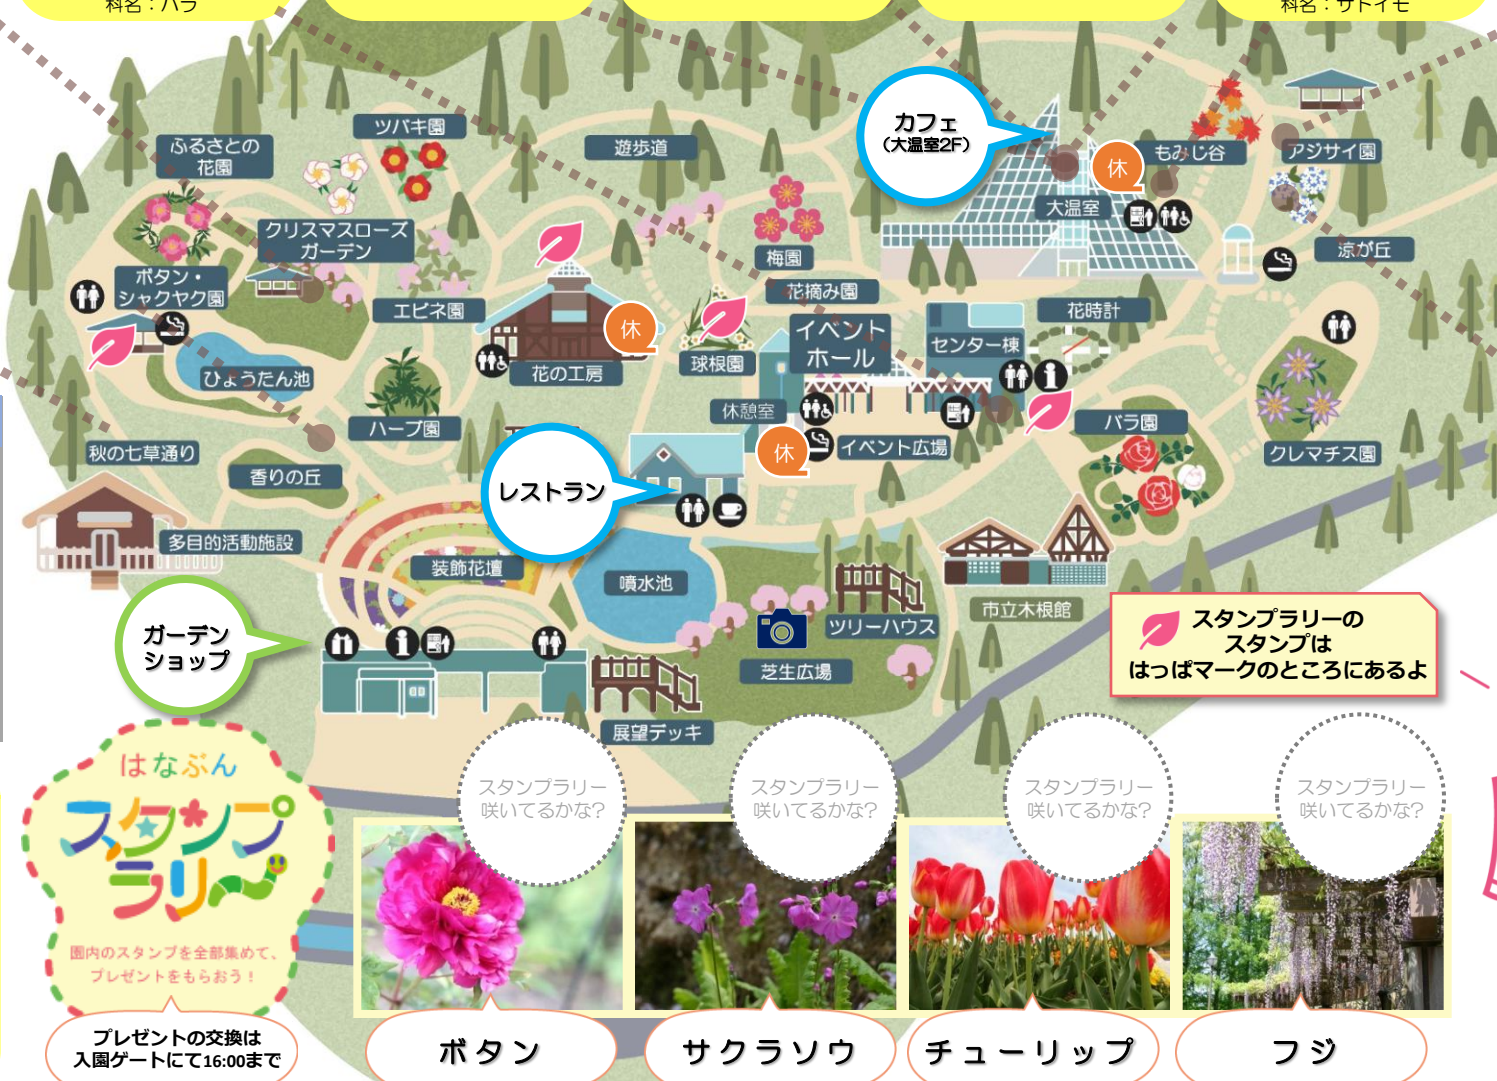 科名：バラ
科名：サトイモ
カフェ
（大温室2F）
ふるさとの
花園
ツバキ園
遊歩道
休
もみじ谷
アジサイ園
大温室
クリスマスローズ
ガーデン
梅園
涼が丘
ボタン・
シャクヤク園
エビネ園
花摘み園
花時計
休
イベント
ホール
センター棟
球根園
花の工房
ひょうたん池
休憩室
バラ園
ハーブ園
秋の七草通り
休
イベント広場
クレマチス園
香りの丘
レストラン
多目的活動施設
装飾花壇
噴水池
市立木根館
ツリーハウス
ガーデン
ショップ
芝生広場
展望デッキ
スタンプラリーの
スタンプは
はっぱマークのところにあるよ
はなぶん
スタンプ
ラリー
園内のスタンプを全部集めて、
プレゼントをもらおう！
プレゼントの交換は
入園ゲートにて16:00まで
スタンプラリー
咲いてるかな?
スタンプラリー
咲いてるかな?
スタンプラリー
咲いてるかな?
スタンプラリー
咲いてるかな?
ボタン
サクラソウ
チューリップ
フジ